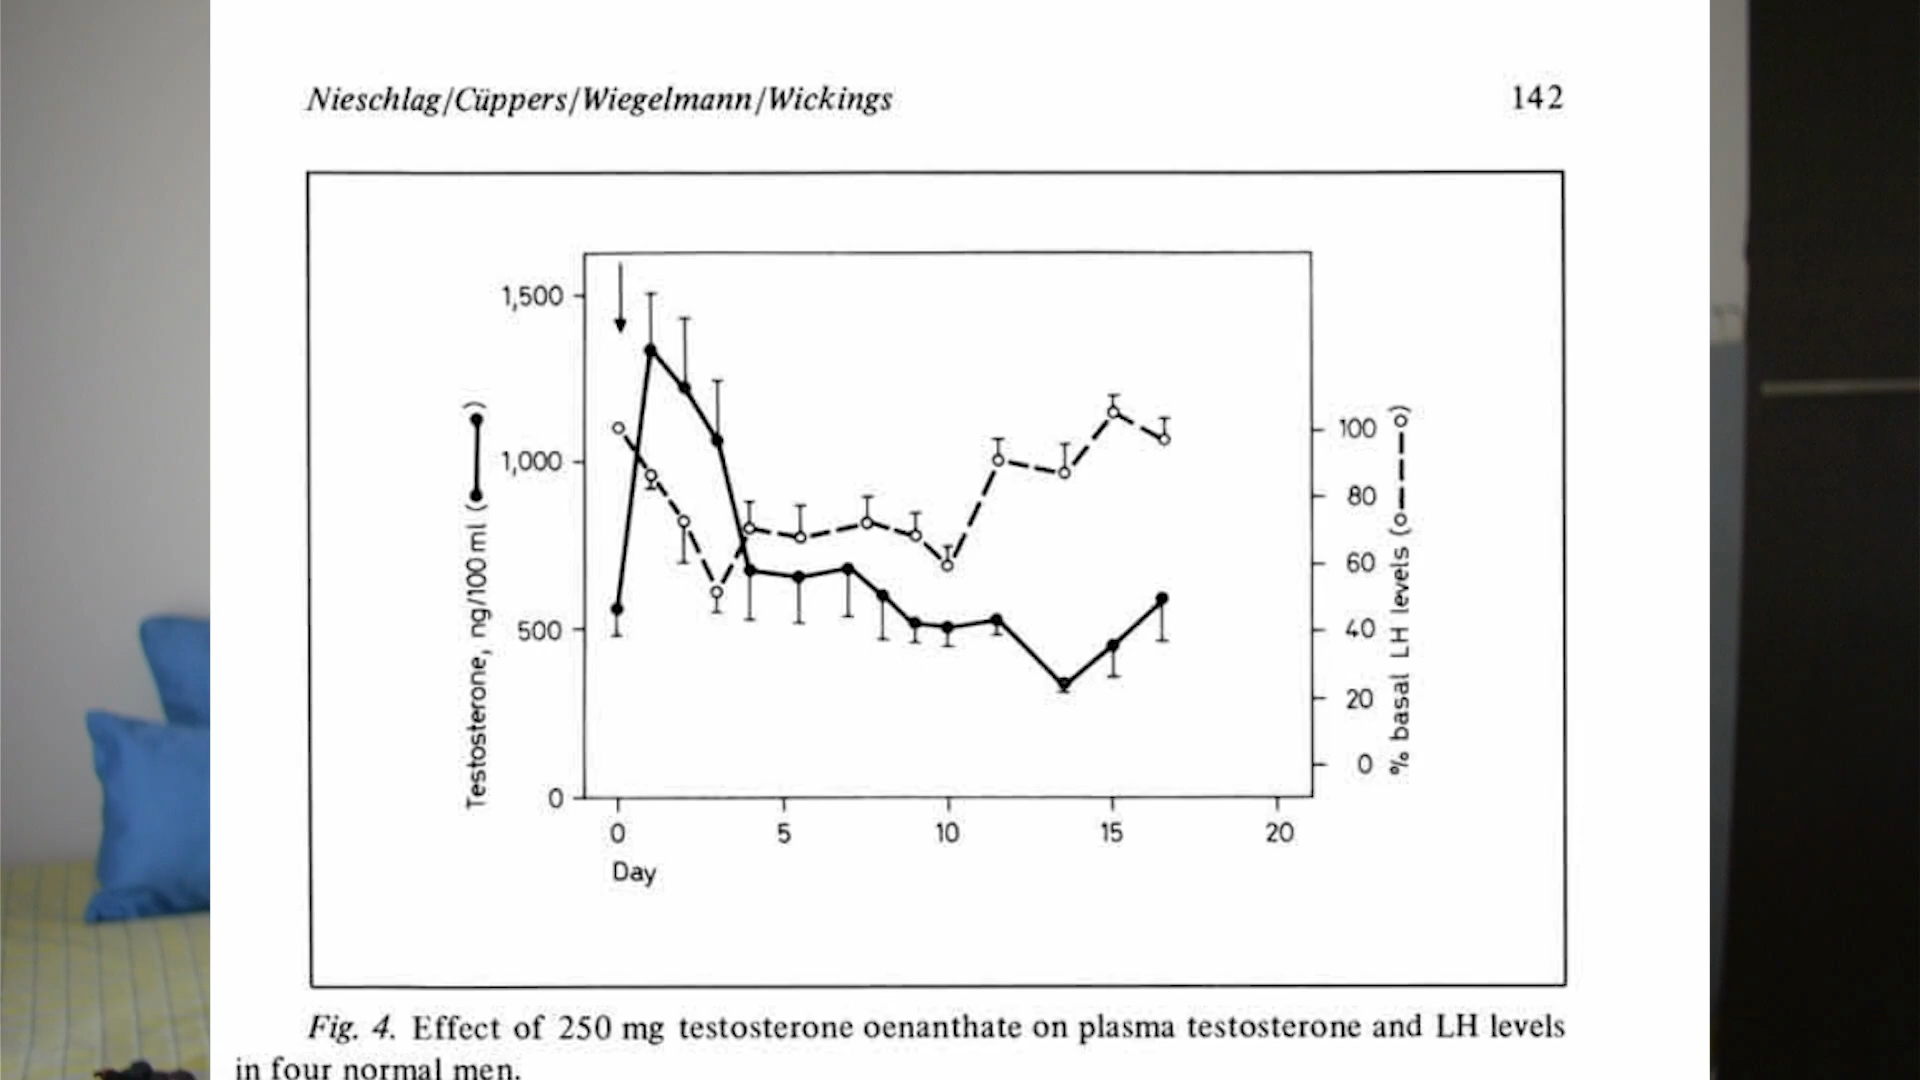 Nieschlag/Cüppers/Wiegelmann/Wickings
142
1,500
1,000
500
0
Testosterone, ng/100 ml (●—●)
100
80
60
40
20
0
% basal LH levels (o---o)
0 5 10 15 20
Day
Fig. 4. Effect of 250 mg testosterone oenanthate on plasma testosterone and LH levels
in four normal men.